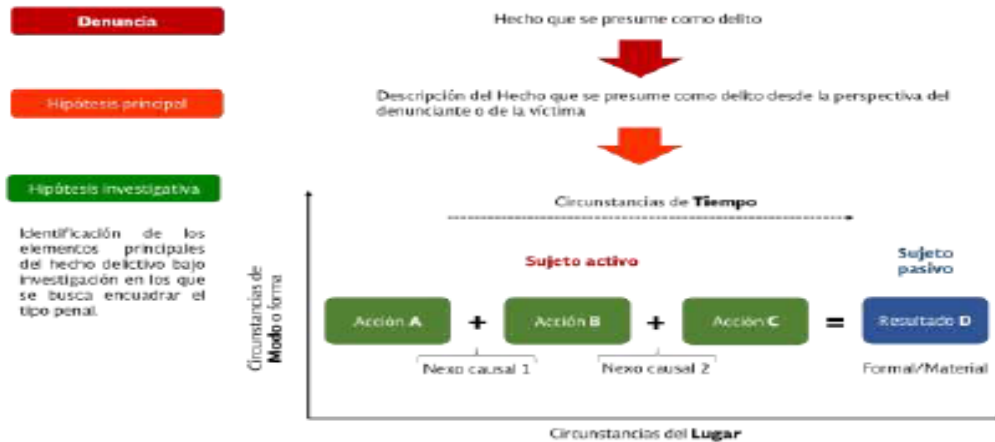 Denuncia
Hecho que se presume como delito
Hipótesis principal
Descripción del Hecho que se presume como delito desde la perspectiva del
denunciante o de la víctima
Hipótesis investigativa
Identificación de los
elementos principales
del hecho delictivo bajo
investigación en los que
se busca encuadrar el
tipo penal.
Circunstancias de Tiempo
Sujeto activo
Sujeto
pasivo
Circunstancias de
Modo o forma
Acción A + Acción B + Acción C = Resultado D
Nexo causal 1
Nexo causal 2
Formal/Material
Circunstancias del Lugar